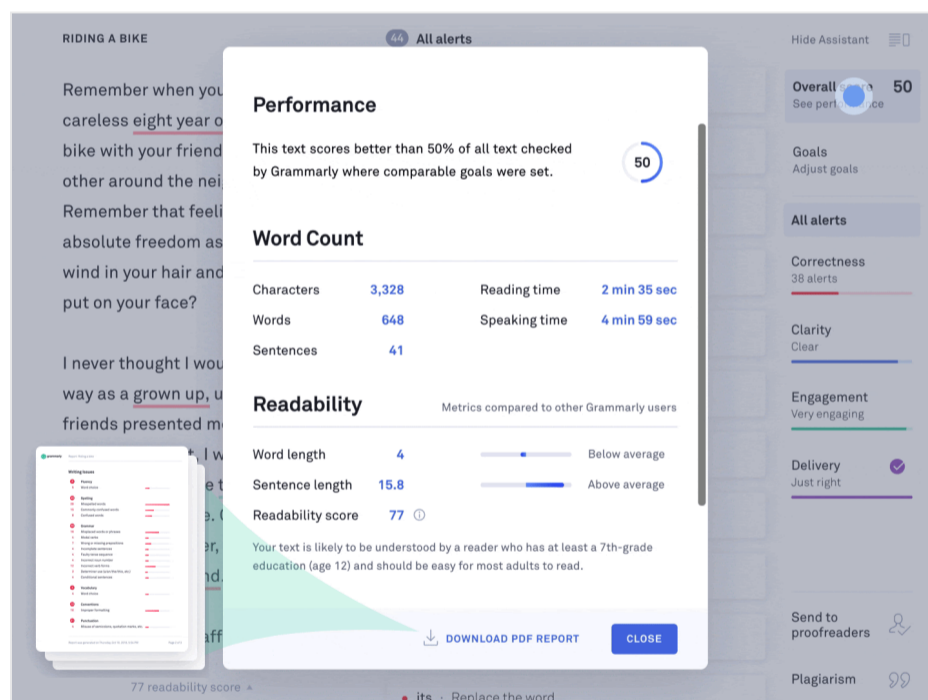 RIDING A BIKE
44 All alerts
Hide Assistant
Remember when you
careless eight year o
bike with your friend
other around the nei
Remember that feeli
absolute freedom as
wind in your hair and
put on your face?
I never thought I wou
way as a grown up, u
friends presented m
Performance
This text scores better than 50% of all text checked
by Grammarly where comparable goals were set.
50
Word Count
Characters 3,328
Words 648
Sentences 41
Reading time 2 min 35 sec
Speaking time 4 min 59 sec
Readability
Metrics compared to other Grammarly users
Word length 4 Below average
Sentence length 15.8 Above average
Readability score 77
Your text is likely to be understood by a reader who has at least a 7th-grade
education (age 12) and should be easy for most adults to read.
DOWNLOAD PDF REPORT
CLOSE
Overall score 50
See performance
Goals
Adjust goals
All alerts
Correctness
38 alerts
Clarity
Clear
Engagement
Very engaging
Delivery
Just right
Send to
proofreaders
Plagiarism
77 readability score
its · Replace the word